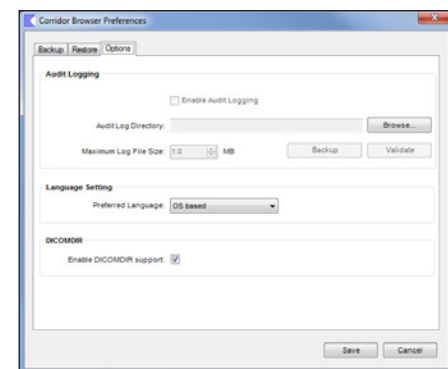 Corridor Browser Preferences
Backup Restore Options
Audit Logging
Enable Audit Logging
Audit Log Directory: Browse...
Maximum Log File Size: 1.0 MB Backup Validate
Language Setting
Preferred Language: OS based
DICOMDIR
Enable DICOMDIR support:
Save Cancel